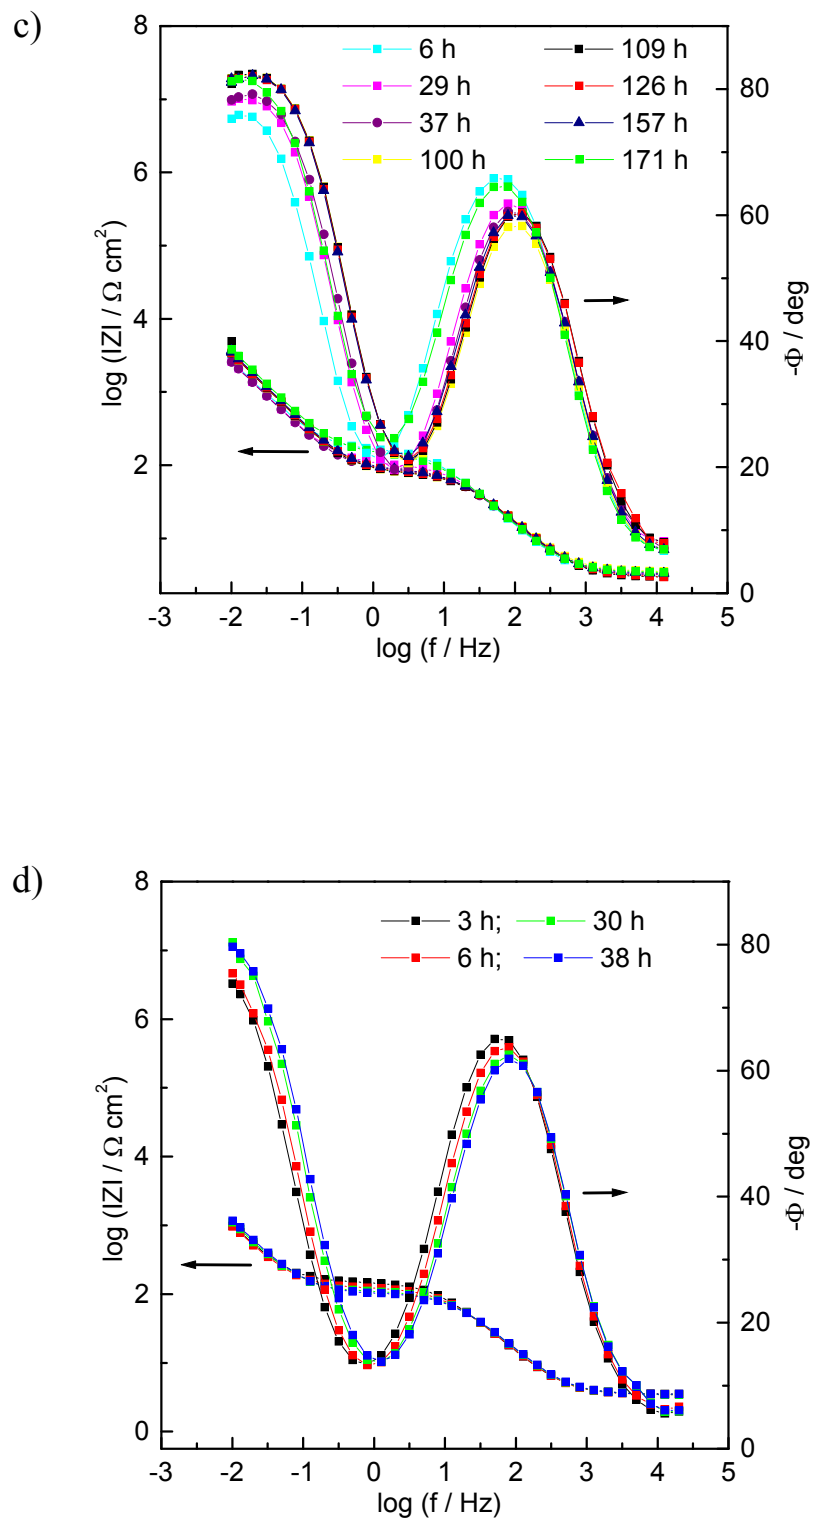 c)
6 h
109 h
29 h
126 h
37 h
157 h
100 h
171 h
8
6
4
2
log (IZI / Ω cm²)
80
60
40
20
0
-Φ / deg
-3 -2 -1 0 1 2 3 4 5
log (f / Hz)
d)
3 h;
30 h
6 h;
38 h
8
6
4
2
0
log (IZI / Ω cm²)
80
60
40
20
0
-Φ / deg
-3 -2 -1 0 1 2 3 4 5
log (f / Hz)